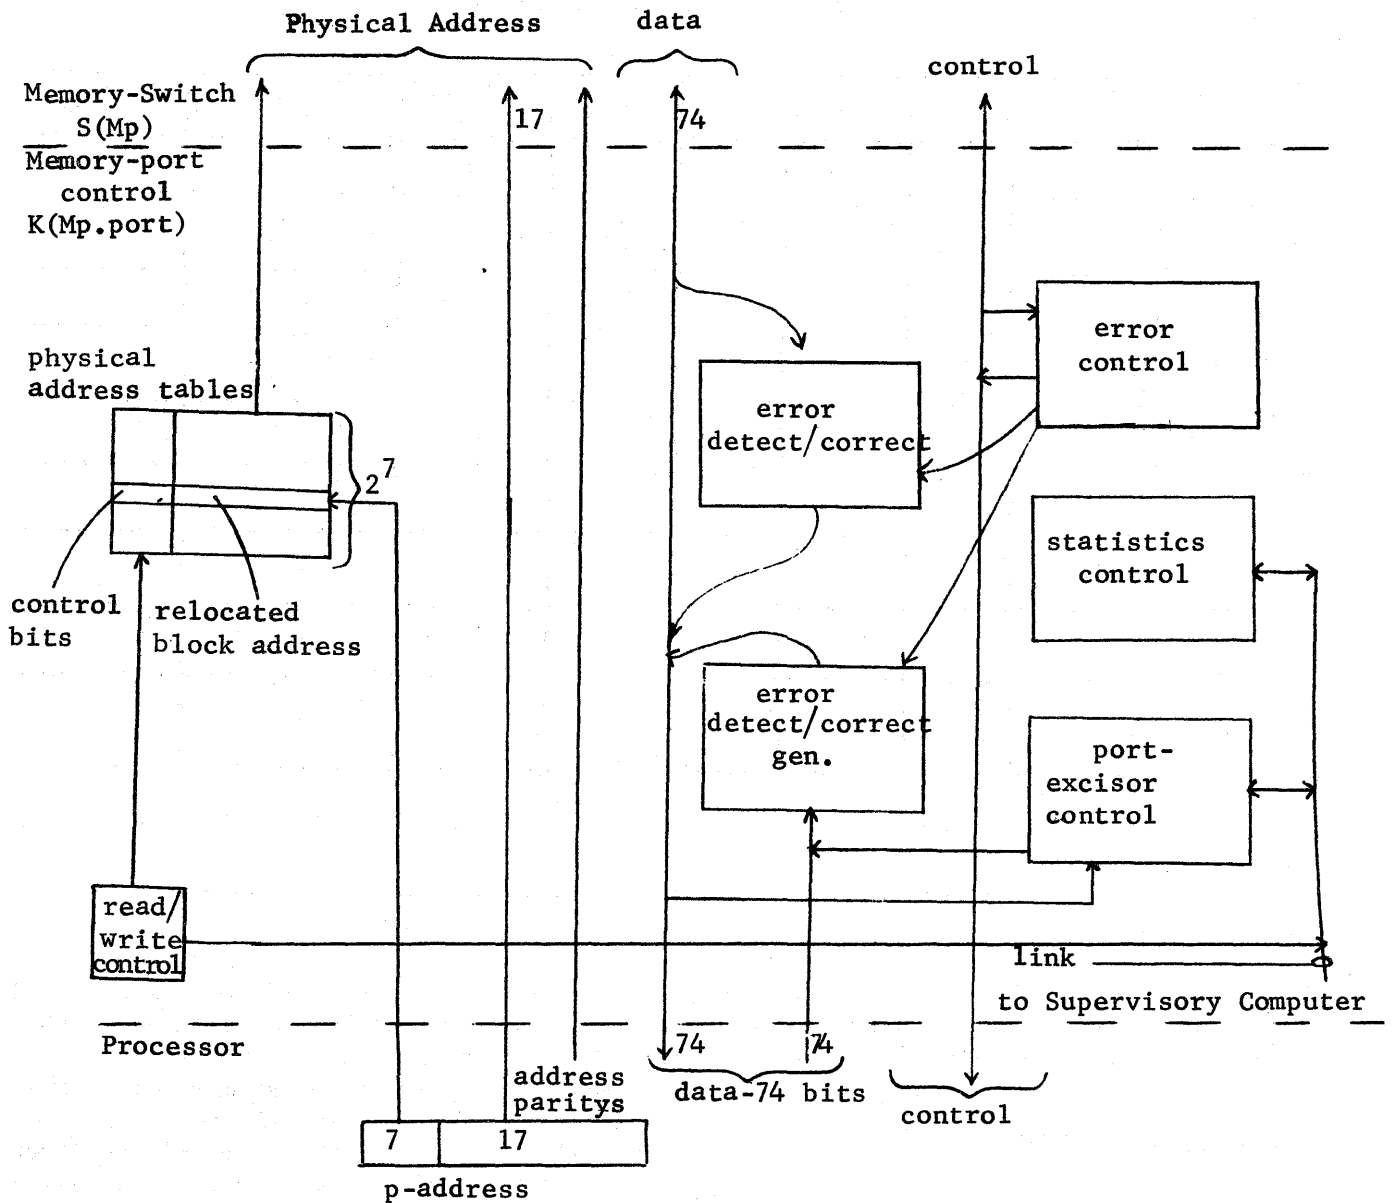 Physical Address
data
control
Memory-Switch
S(Mp)
17
74
Memory-port
control
K(Mp.port)
error
control
physical
address tables
error
detect/correct
2^7
statistics
control
control
bits
relocated
block address
error
detect/correct
gen.
port-
excisor
control
read/
write
control
link
to Supervisory Computer
Processor
74
74
address
paritys
data-74 bits
control
7
17
p-address